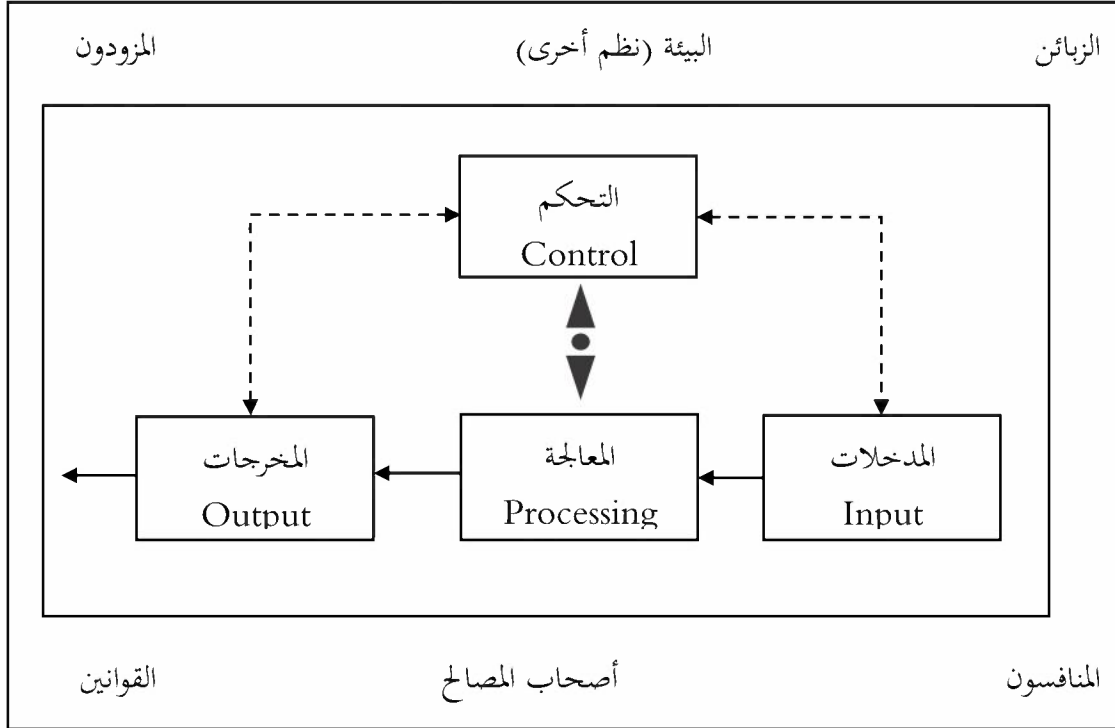 الزبائن
البيئة (نظم أخرى)
المزودون
التحكم
Control
المدخلات
Input
المعالجة
Processing
المخرجات
Output
المنافسون
أصحاب المصالح
القوانين